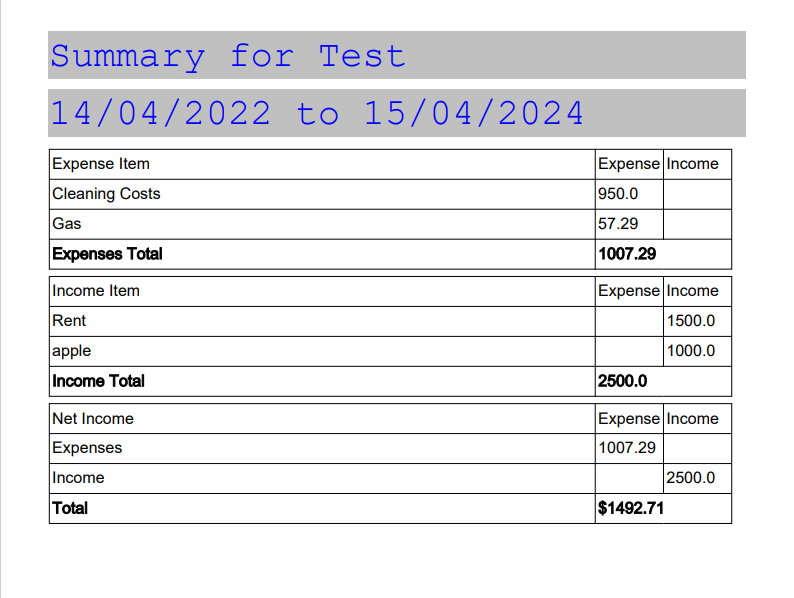 Summary for Test
14/04/2022 to 15/04/2024
Expense Item Expense Income
Cleaning Costs 950.0
Gas 57.29
Expenses Total 1007.29
Income Item Expense Income
Rent 1500.0
apple 1000.0
Income Total 2500.0
Net Income Expense Income
Expenses 1007.29
Income 2500.0
Total $1492.71